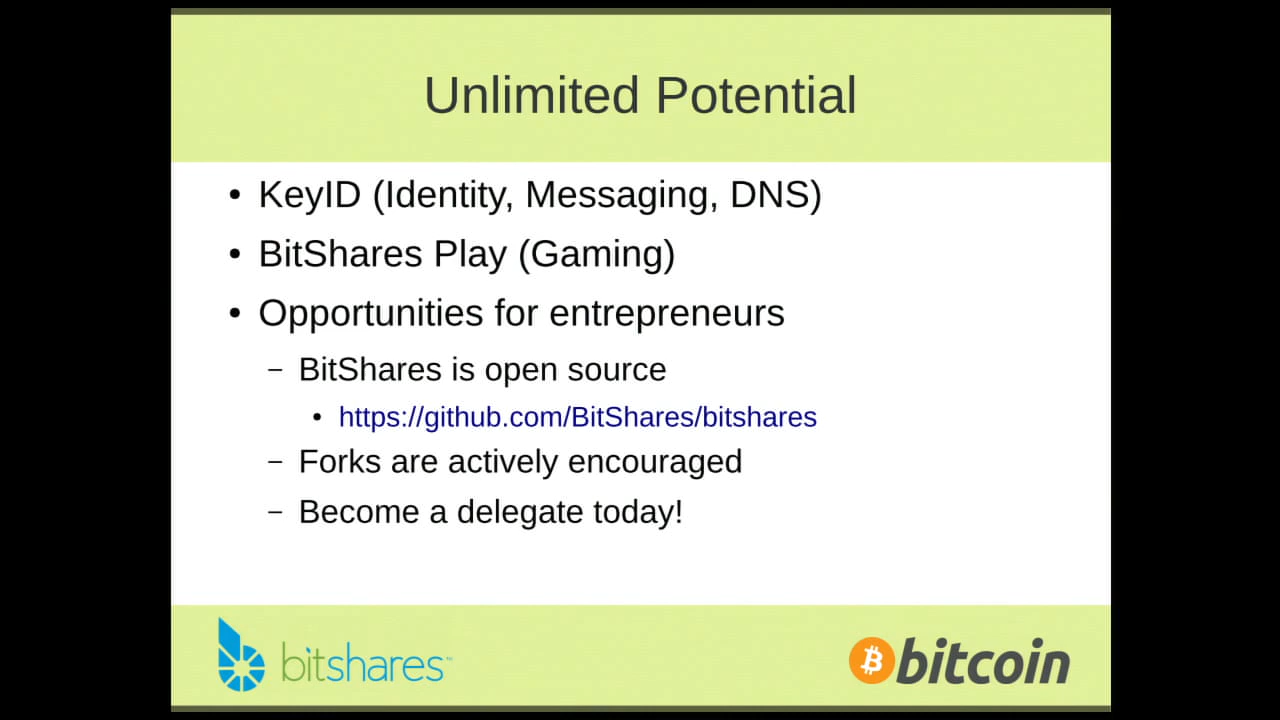 Unlimited Potential
• KeyID (Identity, Messaging, DNS)
• BitShares Play (Gaming)
• Opportunities for entrepreneurs
– BitShares is open source
• https://github.com/BitShares/bitshares
– Forks are actively encouraged
– Become a delegate today!
bitshares™ bitcoin